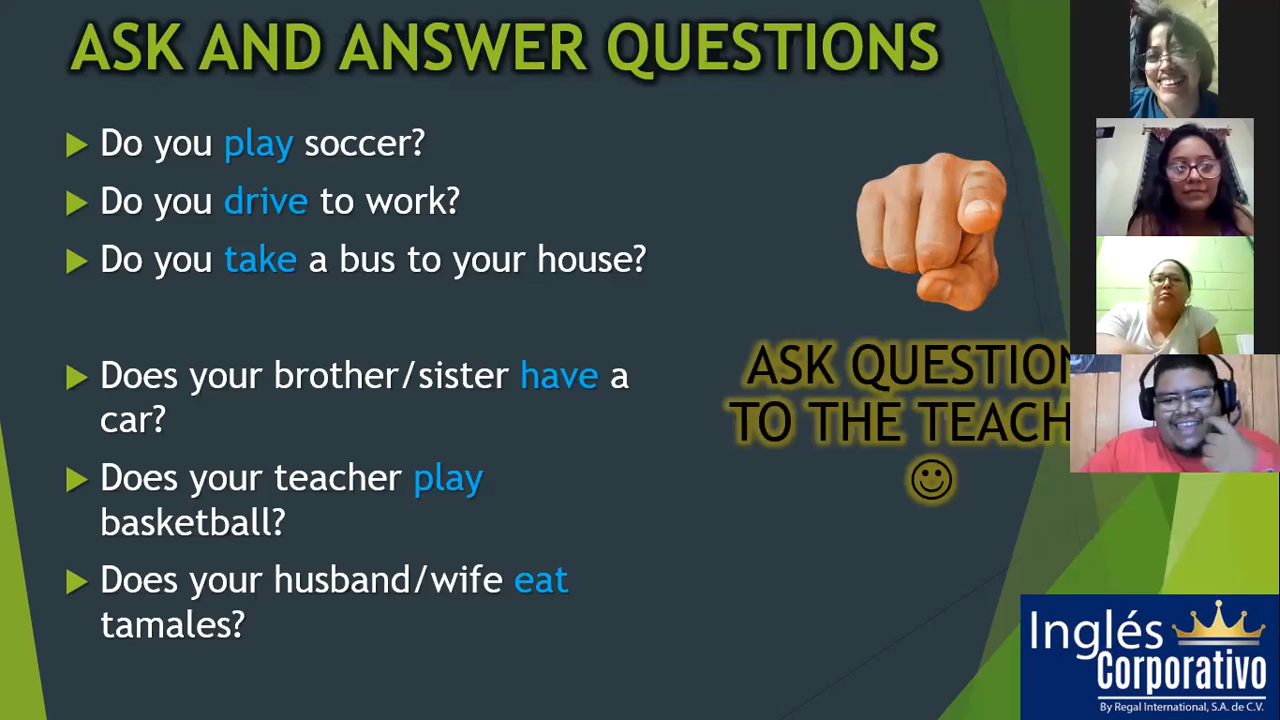 ASK AND ANSWER QUESTIONS
Do you play soccer?
Do you drive to work?
Do you take a bus to your house?
Does your brother/sister have a
car?
Does your teacher play
basketball?
Does your husband/wife eat
tamales?
ASK QUESTION
TO THE TEACH
Inglés
Corporativo
By Regal International, S.A. de C.V.